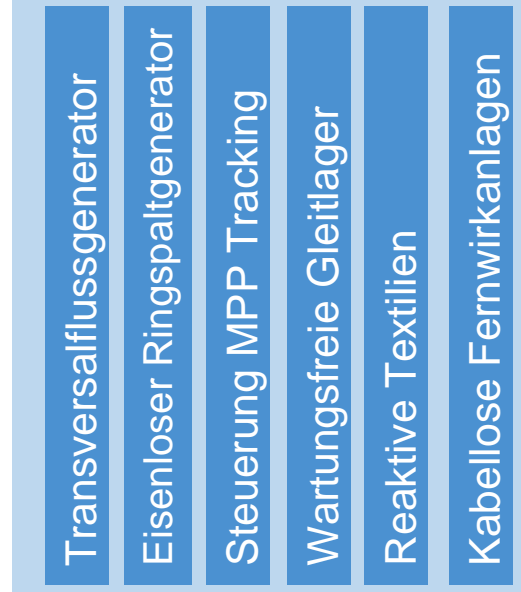 Transversalflussgenerator
Eisenloser Ringspaltgenerator
Steuerung MPP Tracking
Wartungsfreie Gleitlager
Reaktive Textilien
Kabellose Fernwirkanlagen